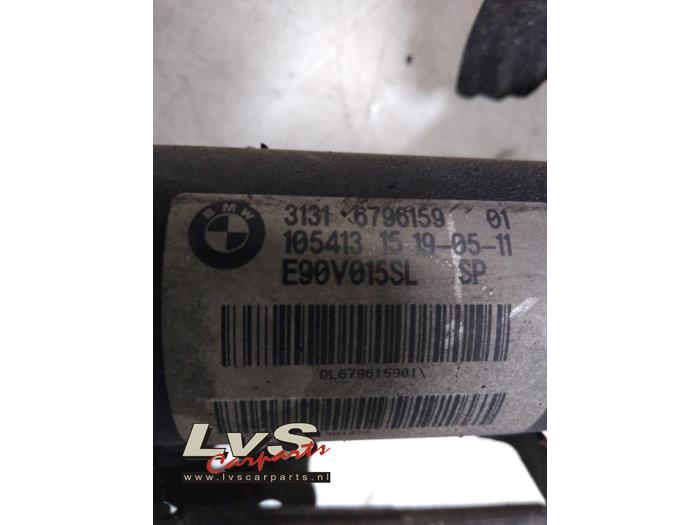 BMW
3131 6796159 01
105413 15 19-05-11
E90V015SL SP
DL679615901\
LvS
Carparts
www.lvscarparts.nl